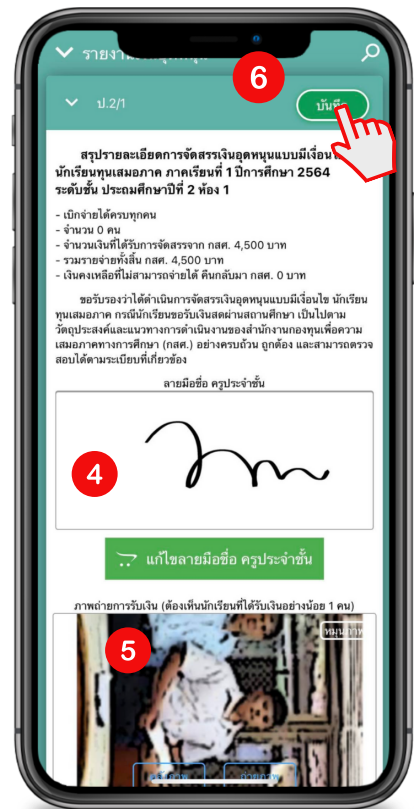 6
ป.2/1
สรุปรายละเอียดการจัดสรรเงินอุดหนุนแบบมีเงื่อนไข
นักเรียนทุนเสมอภาค ภาคเรียนที่ 1 ปีการศึกษา 2564
ระดับชั้น ประถมศึกษาปีที่ 2 ห้อง 1
- เบิกจ่ายได้ครบทุกคน
- จำนวน 0 คน
- จำนวนเงินที่ได้รับการจัดสรรจาก กสศ. 4,500 บาท
- รวมรายจ่ายทั้งสิ้น กสศ. 4,500 บาท
- เงินคงเหลือที่ไม่สามารถจ่ายได้ คืนกลับมา กสศ. 0 บาท
ขอรับรองว่าได้ดำเนินการจัดสรรเงินอุดหนุนแบบมีเงื่อนไข นักเรียน
ทุนเสมอภาค กรณีนักเรียนขอรับเงินสดผ่านสถานศึกษา เป็นไปตาม
วัตถุประสงค์และแนวทางการดำเนินงานของสำนักงานกองทุนเพื่อความ
เสมอภาคทางการศึกษา (กสศ.) อย่างครบถ้วน ถูกต้อง และสามารถตรวจ
สอบได้ตามระเบียบที่เกี่ยวข้อง
ลายมือชื่อ ครูประจำชั้น
4
แก้ไขลายมือชื่อ ครูประจำชั้น
ภาพถ่ายการรับเงิน (ต้องเห็นนักเรียนที่ได้รับเงินอย่างน้อย 1 คน)
หมุนภาพ
5
ถ่ายภาพ